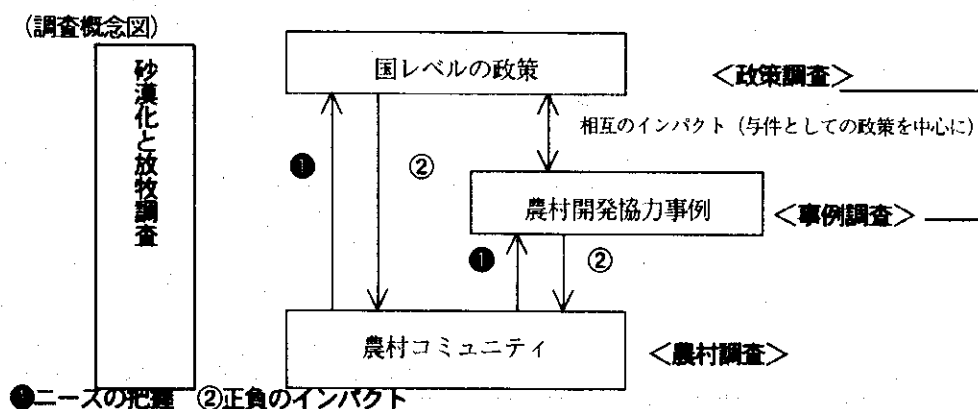 (調査概念図)
砂漠化と放牧調査
国レベルの政策
<政策調査>
相互のインパクト (与件としての政策を中心に)
❶
②
農村開発協力事例
<事例調査>
❶
②
農村コミュニティ
<農村調査>
❶ニーズの把握 ②正負のインパクト